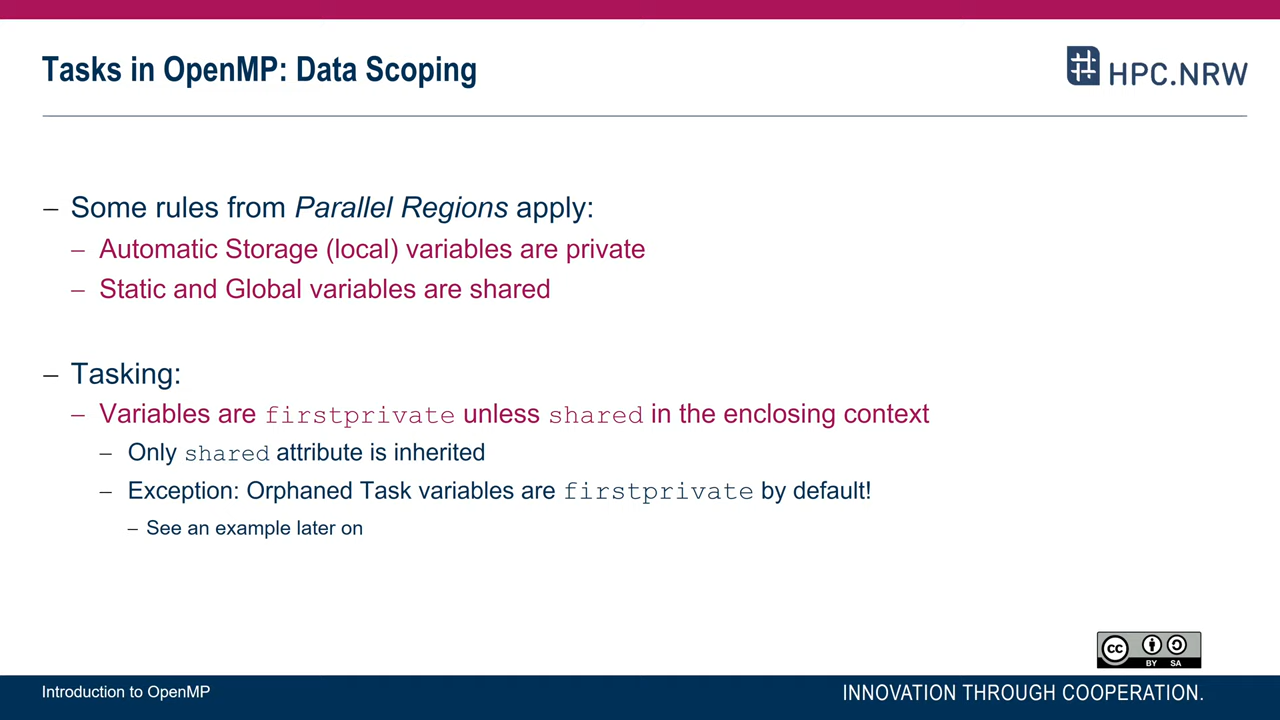 Tasks in OpenMP: Data Scoping
HPC.NRW
– Some rules from Parallel Regions apply:
– Automatic Storage (local) variables are private
– Static and Global variables are shared
– Tasking:
– Variables are firstprivate unless shared in the enclosing context
– Only shared attribute is inherited
– Exception: Orphaned Task variables are firstprivate by default!
– See an example later on
cc
BY SA
Introduction to OpenMP
INNOVATION THROUGH COOPERATION.